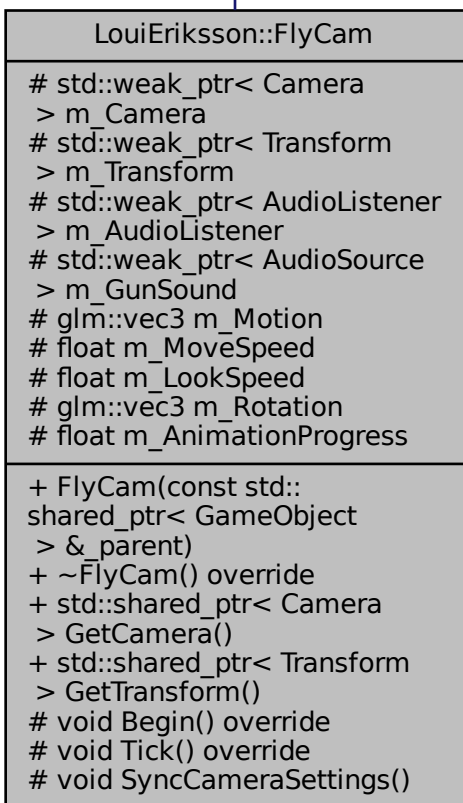 LouiEriksson::FlyCam
# std::weak_ptr< Camera
> m_Camera
# std::weak_ptr< Transform
> m_Transform
# std::weak_ptr< AudioListener
> m_AudioListener
# std::weak_ptr< AudioSource
> m_GunSound
# glm::vec3 m_Motion
# float m_MoveSpeed
# float m_LookSpeed
# glm::vec3 m_Rotation
# float m_AnimationProgress
+ FlyCam(const std::
shared_ptr< GameObject
> &_parent)
+ ~FlyCam() override
+ std::shared_ptr< Camera
> GetCamera()
+ std::shared_ptr< Transform
> GetTransform()
# void Begin() override
# void Tick() override
# void SyncCameraSettings()